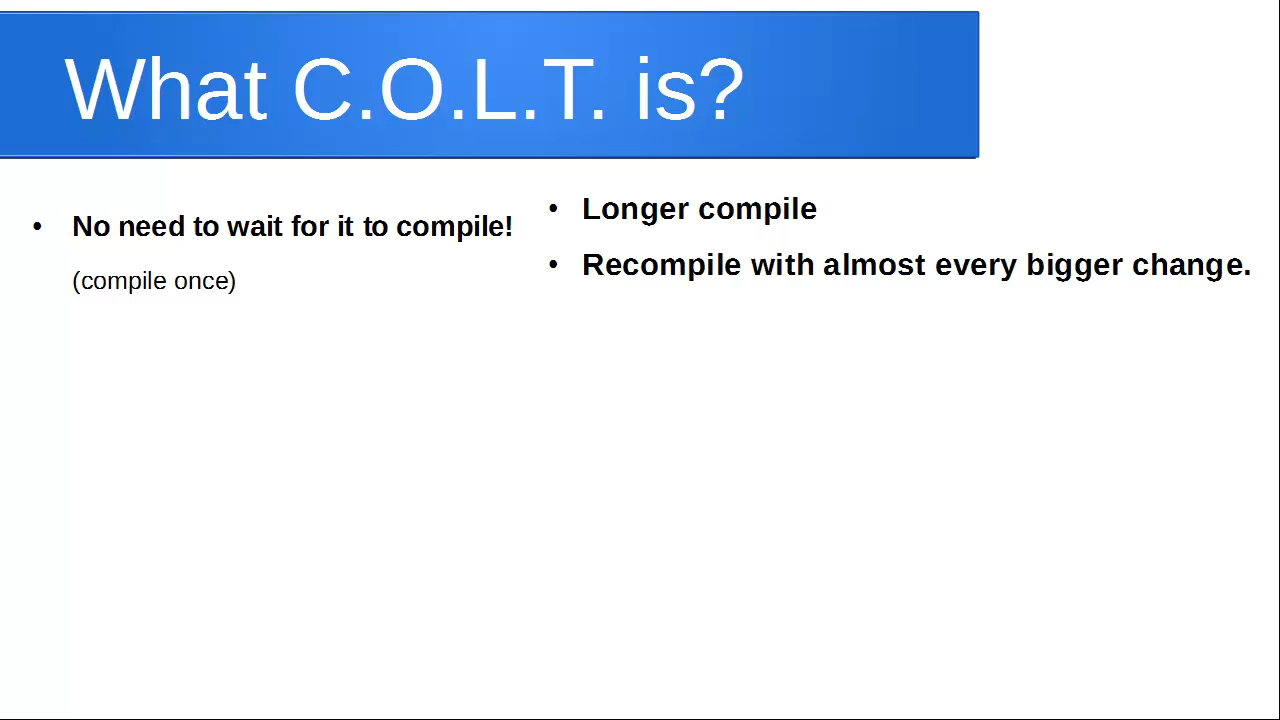 What C.O.L.T. is?
• No need to wait for it to compile!
(compile once)
• Longer compile
• Recompile with almost every bigger change.